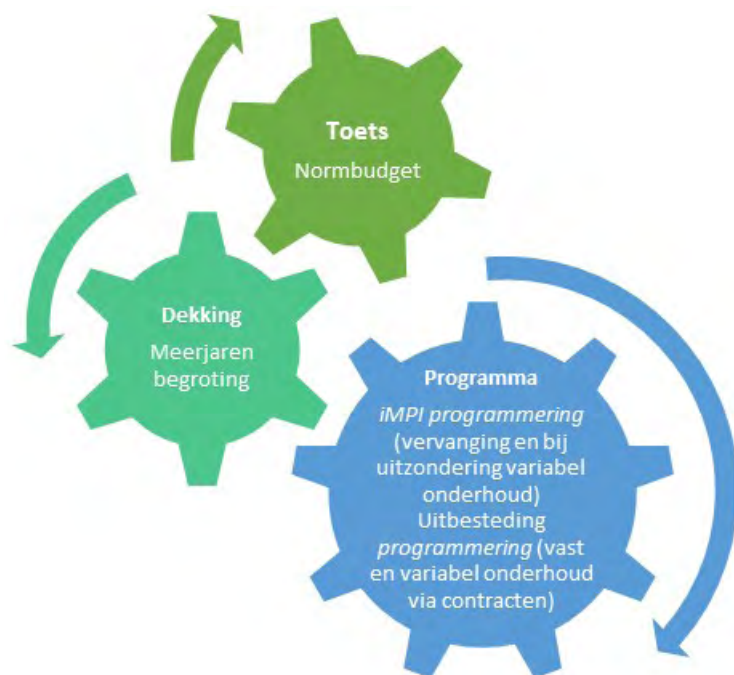 Toets
Normbudget
Dekking
Meerjaren
begroting
Programma
iMPI programmering
(vervanging en bij
uitzondering variabel
onderhoud)
Uitbesteding
programmering (vast
en variabel onderhoud
via contracten)